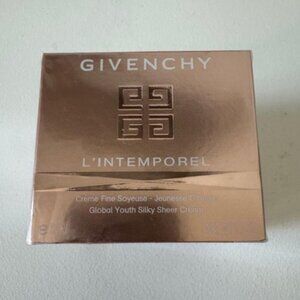 GIVENCHY
L'INTEMPOREL
Crème Fine Soyeuse - Jeunesse
Global Youth Silky Sheer Cream